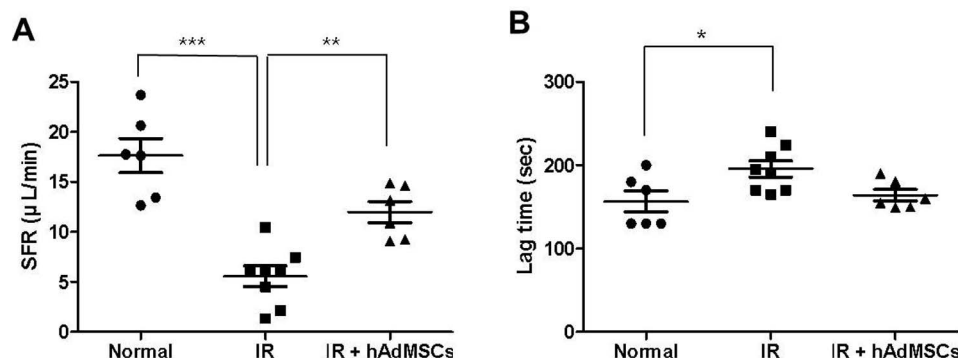 A
B
***
**
*
25
20
15
10
5
0
SFR (μ L/min)
Normal
IR
IR + hAdMSCs
300
200
100
0
Lag time (sec)
Normal
IR
IR + hAdMSCs